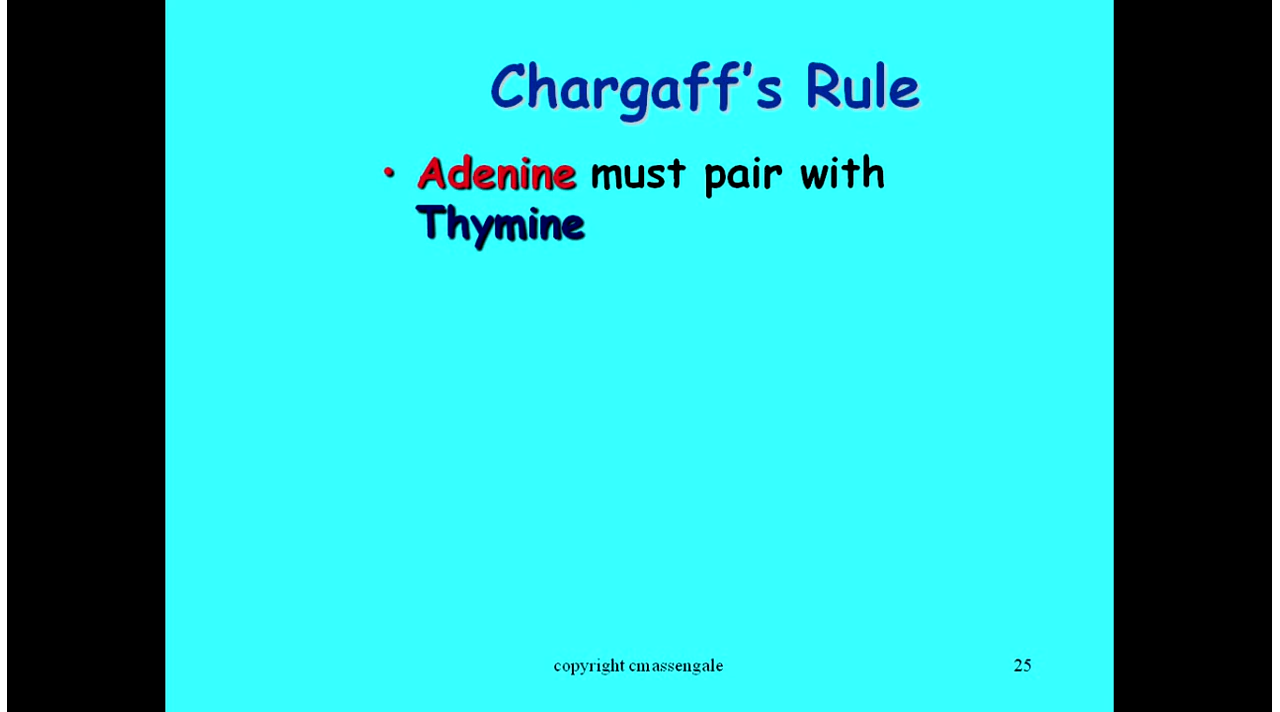 Chargaff's Rule
• Adenine must pair with
Thymine
copyright cmassengale
25